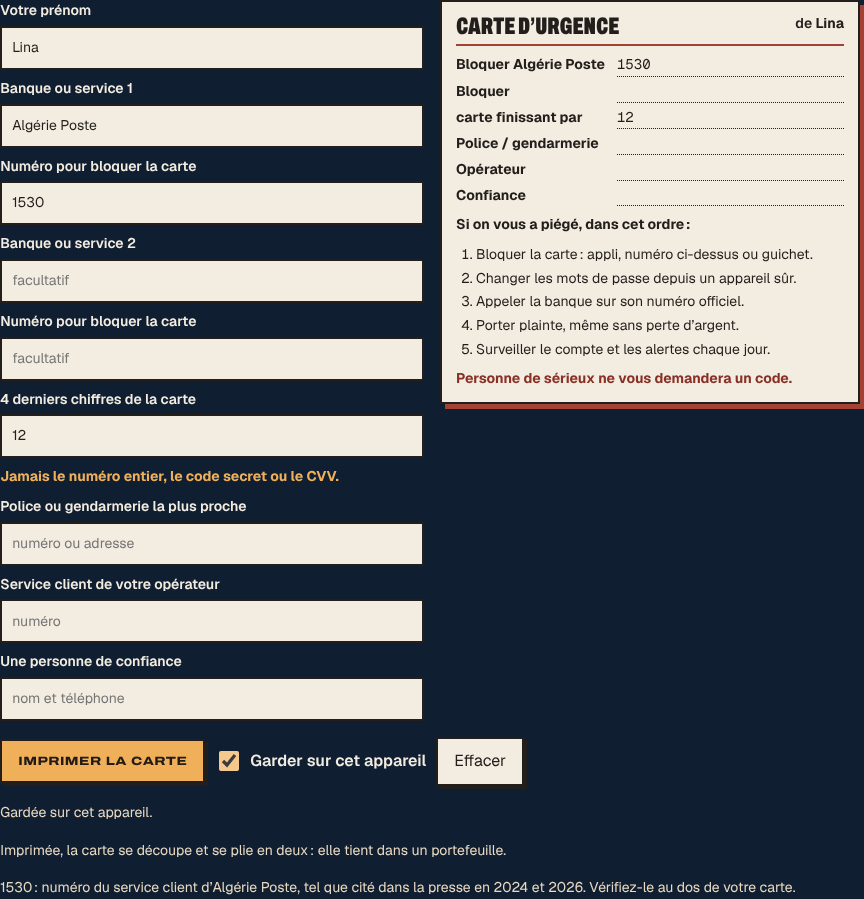 Votre prénom
Lina
Banque ou service 1
Algérie Poste
Numéro pour bloquer la carte
1530
Banque ou service 2
facultatif
Numéro pour bloquer la carte
facultatif
4 derniers chiffres de la carte
12
Jamais le numéro entier, le code secret ou le CVV.
Police ou gendarmerie la plus proche
numéro ou adresse
Service client de votre opérateur
numéro
Une personne de confiance
nom et téléphone
CARTE D’URGENCE de Lina
Bloquer Algérie Poste 1530
Bloquer
carte finissant par 12
Police / gendarmerie
Opérateur
Confiance
Si on vous a piégé, dans cet ordre :
1. Bloquer la carte : appli, numéro ci-dessus ou guichet.
2. Changer les mots de passe depuis un appareil sûr.
3. Appeler la banque sur son numéro officiel.
4. Porter plainte, même sans perte d’argent.
5. Surveiller le compte et les alertes chaque jour.
Personne de sérieux ne vous demandera un code.
IMPRIMER LA CARTE Garder sur cet appareil Effacer
Gardée sur cet appareil.
Imprimée, la carte se découpe et se plie en deux : elle tient dans un portefeuille.
1530 : numéro du service client d’Algérie Poste, tel que cité dans la presse en 2024 et 2026. Vérifiez-le au dos de votre carte.